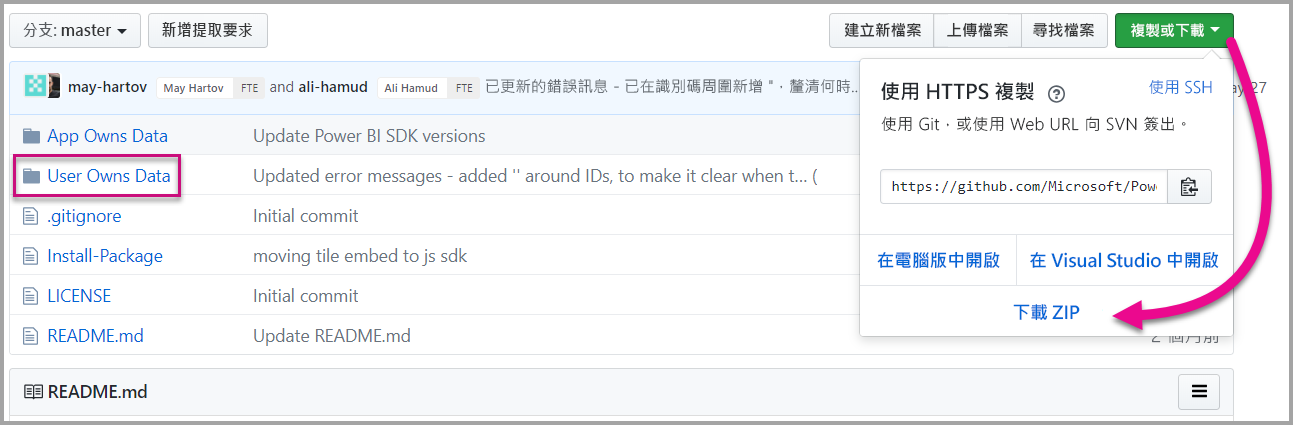 分支: master 新增提取要求 建立新檔案 上傳檔案 尋找檔案 複製或下載
may-hartov May Hartov FTE and ali-hamud Ali Hamud FTE 已更新的錯誤訊息 - 已在識別碼周圍新增 "，釐清何時...
使用 HTTPS 複製 使用 SSH
使用 Git，或使用 Web URL 向 SVN 簽出。
https://github.com/Microsoft/Pow
在電腦版中開啟 在 Visual Studio 中開啟
下載 ZIP
App Owns Data Update Power BI SDK versions
User Owns Data Updated error messages - added '' around IDs, to make it clear when t... (
.gitignore Initial commit
Install-Package moving tile embed to js sdk
LICENSE Initial commit
README.md Update README.md 2 個月前
README.md